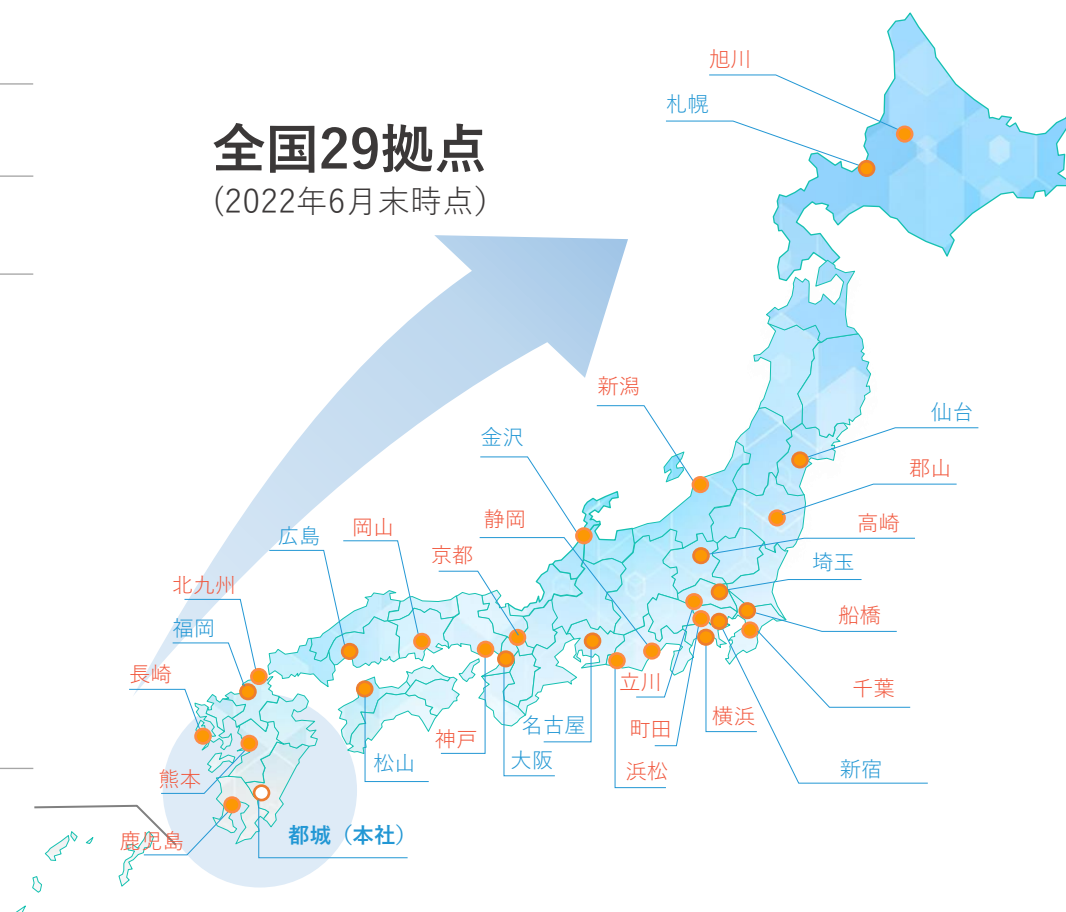 全国29拠点
(2022年6月末時点)
旭川
札幌
新潟
仙台
金沢
郡山
静岡
高崎
岡山
広島
京都
埼玉
北九州
船橋
福岡
長崎
立川
千葉
横浜
名古屋
町田
神戸
大阪
松山
浜松
新宿
熊本
鹿児島
都城（本社）